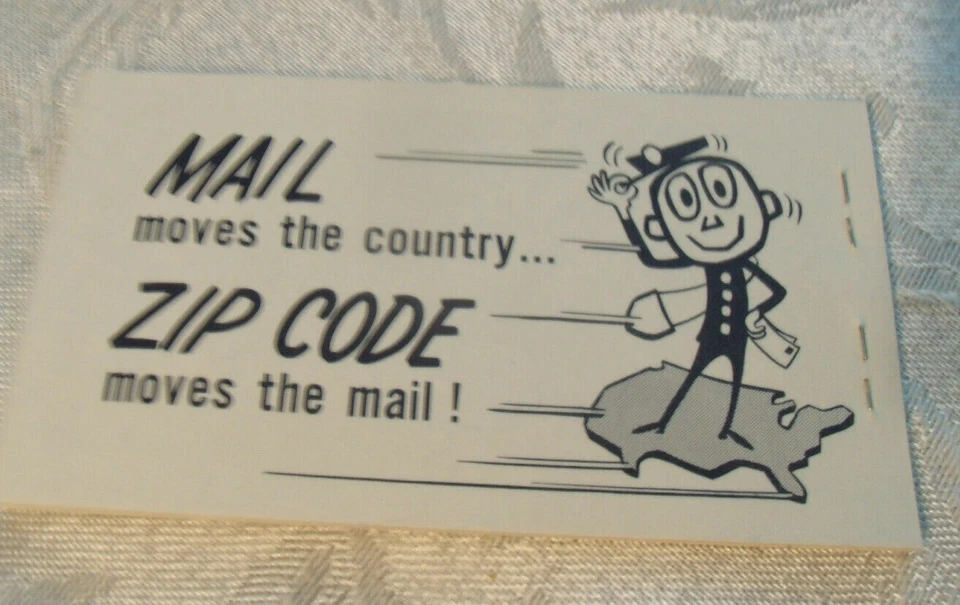 MAIL
moves the country...
ZIP CODE
moves the mail!